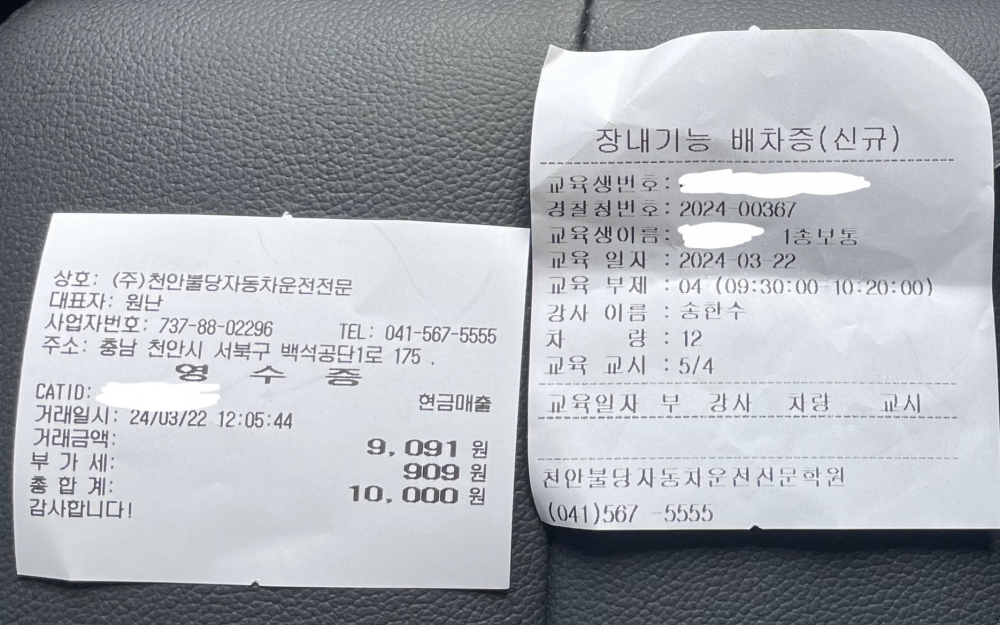 상호: (주)천안불당자동차운전전문
대표자: 원난
사업자번호: 737-88-02296 TEL: 041-567-5555
주소: 충남 천안시 서북구 백석공단1로 175 .
영 수 증
CATID:
현금매출
거래일시: 24/03/22 12:05:44
거래금액: 9,091 원
부 가 세: 909 원
총 합 계: 10,000 원
감사합니다!
장내기능 배차증(신규)
교육생번호:
경찰청번호: 2024-00367
교육생이름: 1종보통
교육 일자 : 2024-03-22
교육 부제 : 04 (09:30:00-10:20:00)
강사 이름 : 송한수
차 량 : 12
교육 교시 : 5/4
교육일자 부 강사 차량 교시
천안불당자동차운전전문학원
(041)567 -5555